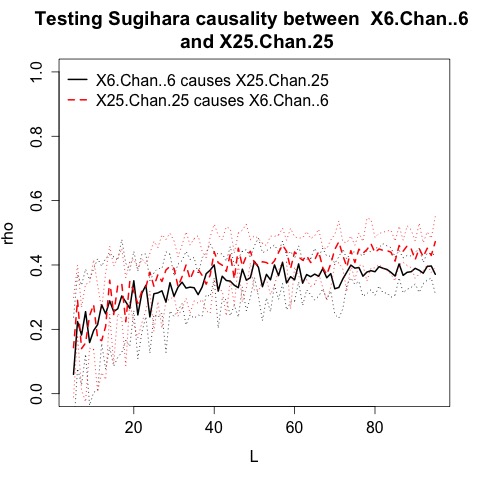 Testing Sugihara causality between  X6.Chan..6
and X25.Chan.25
X6.Chan..6 causes X25.Chan.25
X25.Chan.25 causes X6.Chan..6
1.0
0.8
0.6
0.4
0.2
0.0
rho
20 40 60 80
L